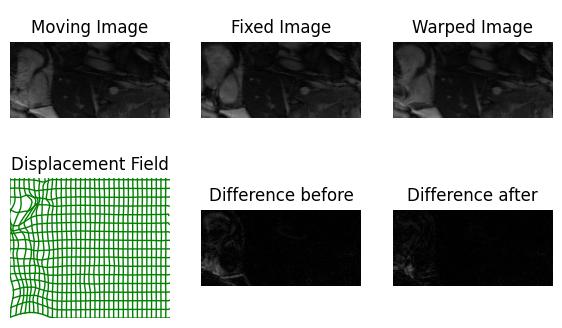 Moving Image
Fixed Image
Warped Image
Displacement Field
Difference before
Difference after